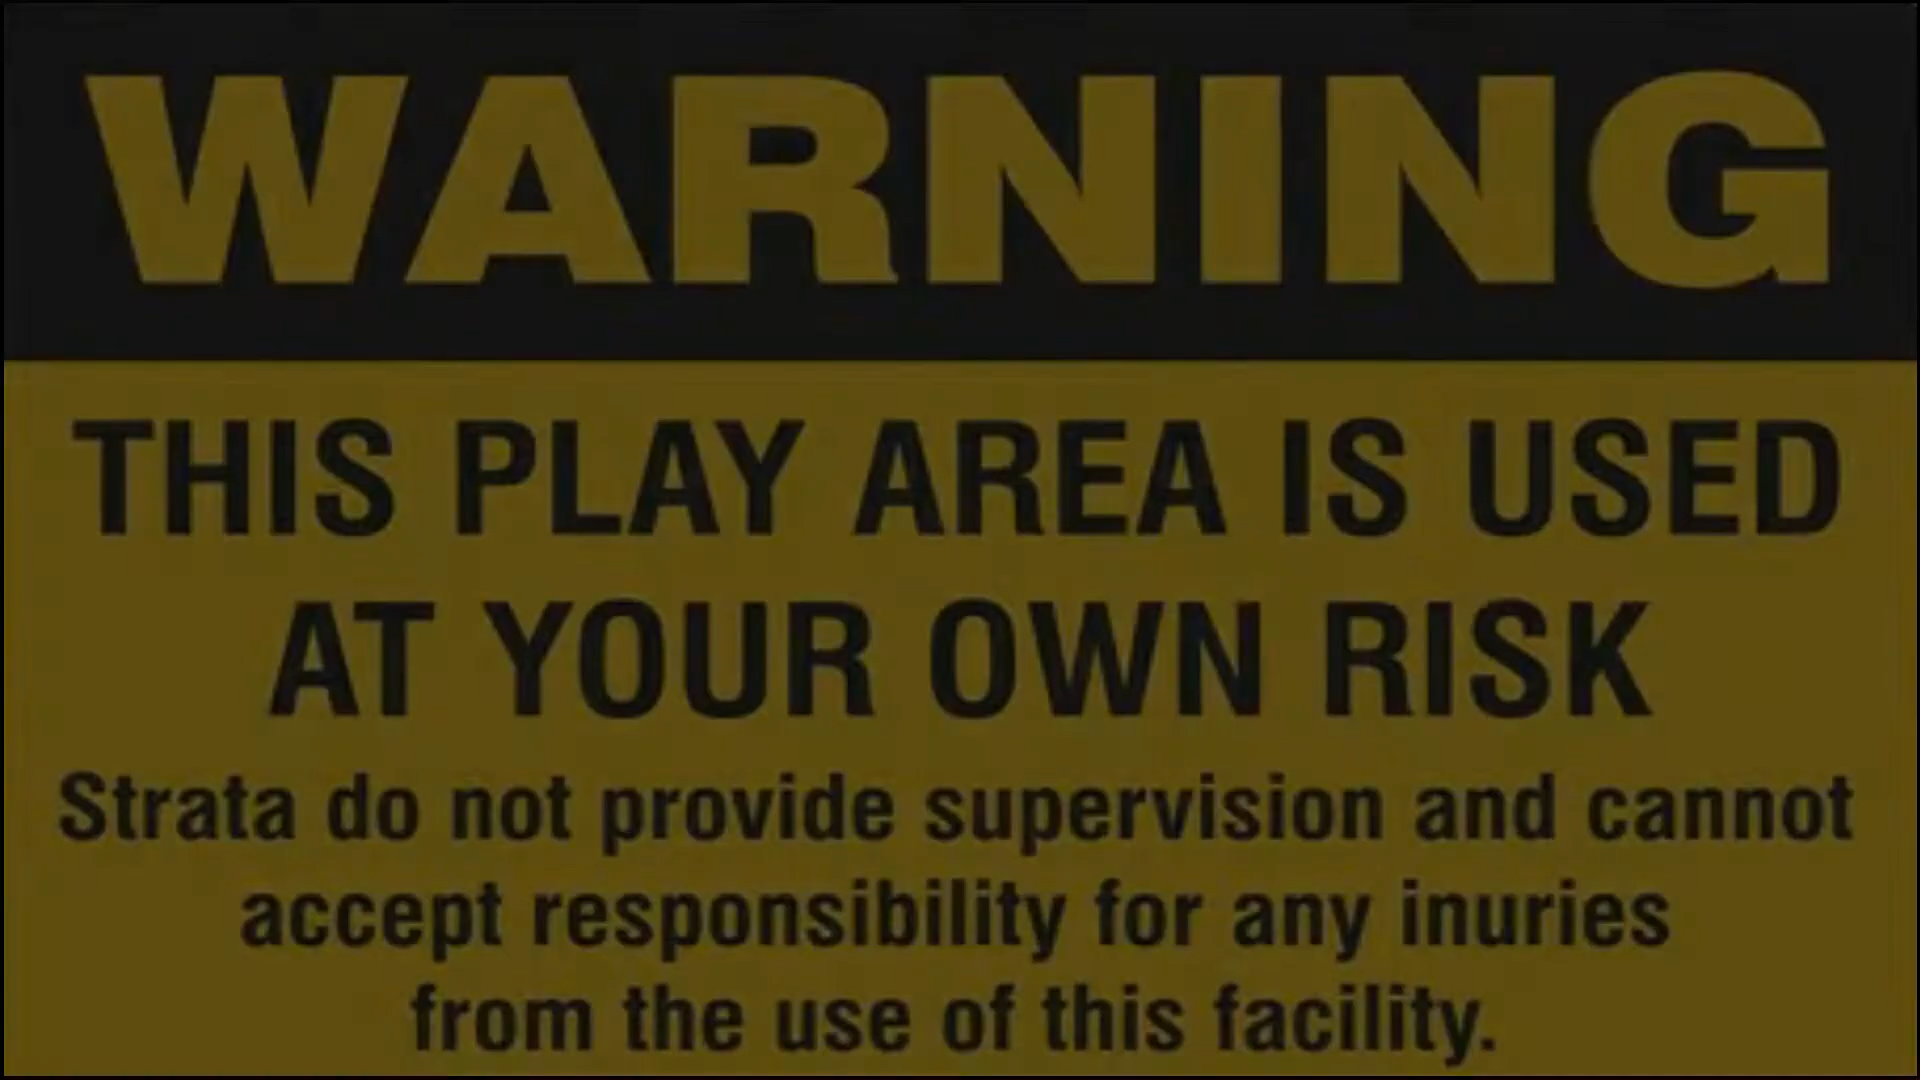 WARNING
THIS PLAY AREA IS USED
AT YOUR OWN RISK
Strata do not provide supervision and cannot
accept responsibility for any inuries
from the use of this facility.